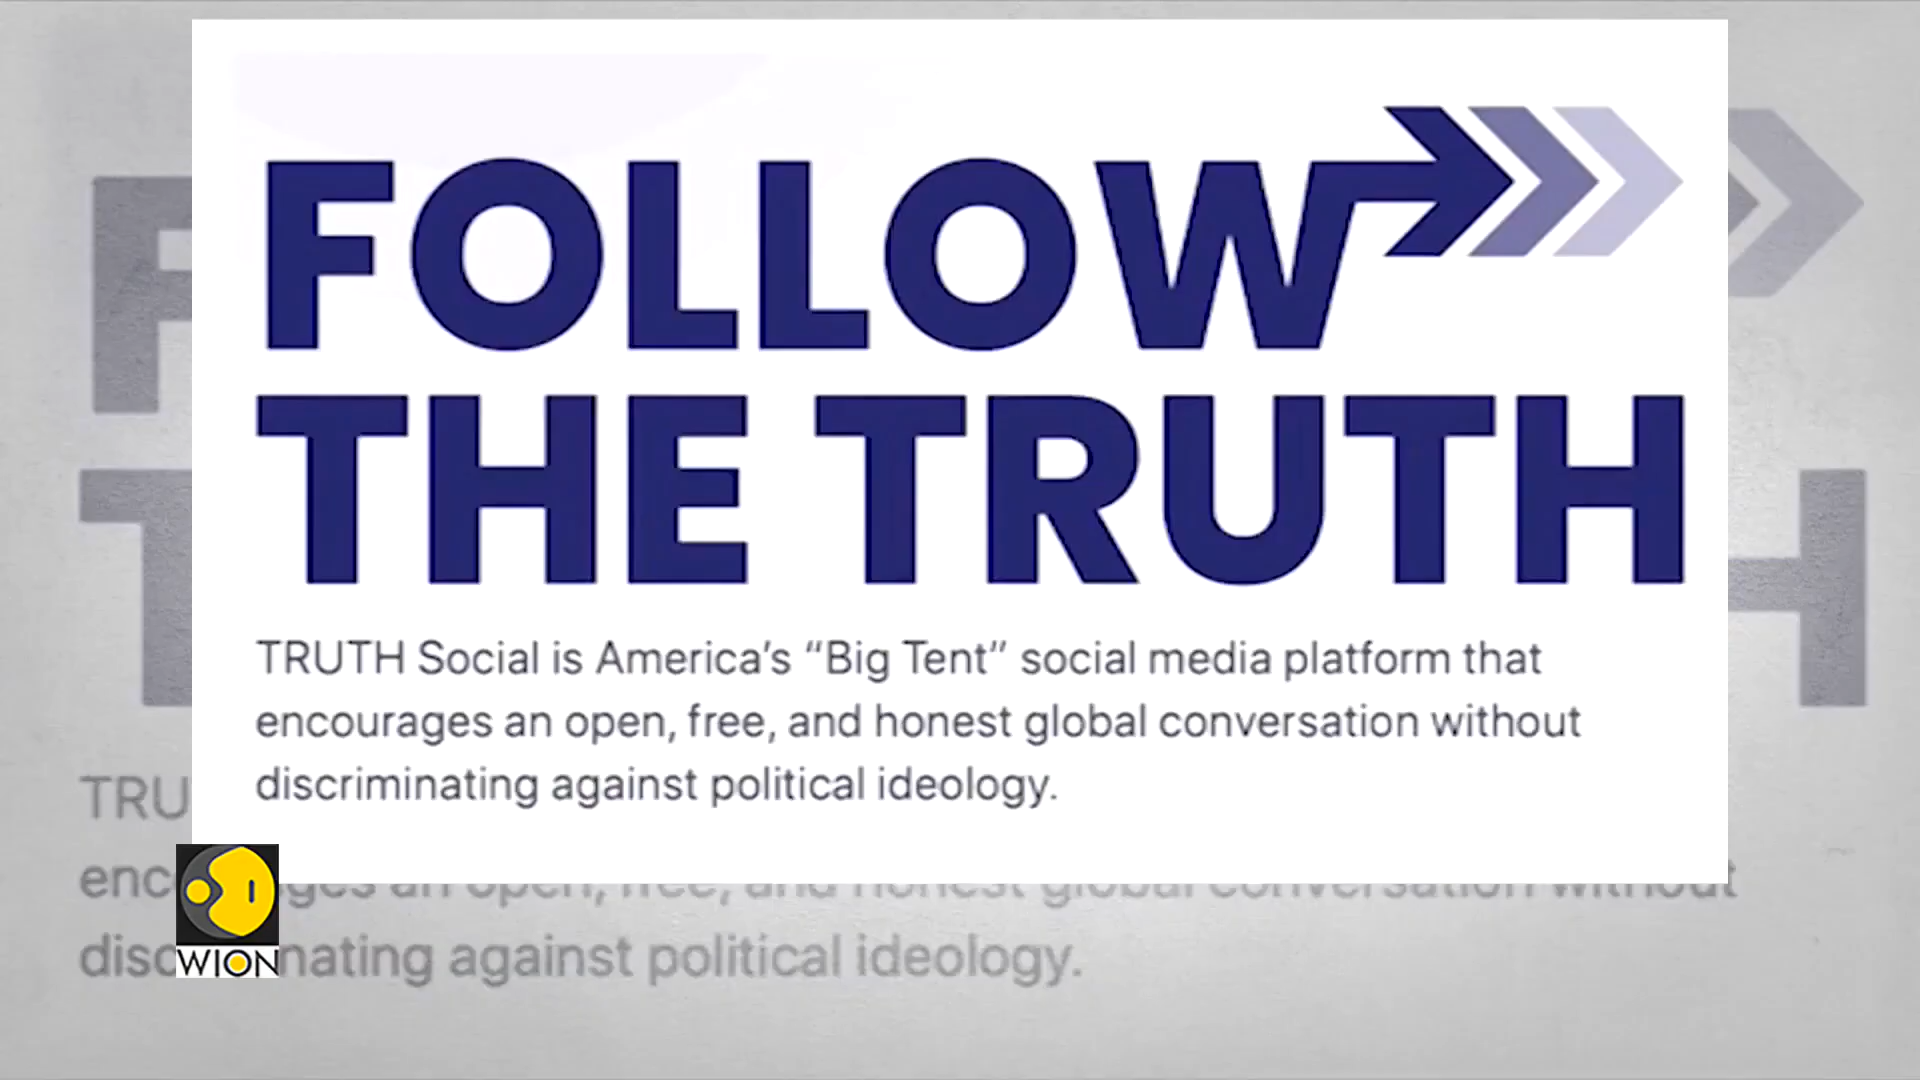 FOLLOW
THE TRUTH
TRUTH Social is America’s “Big Tent” social media platform that
encourages an open, free, and honest global conversation without
discriminating against political ideology.
WION